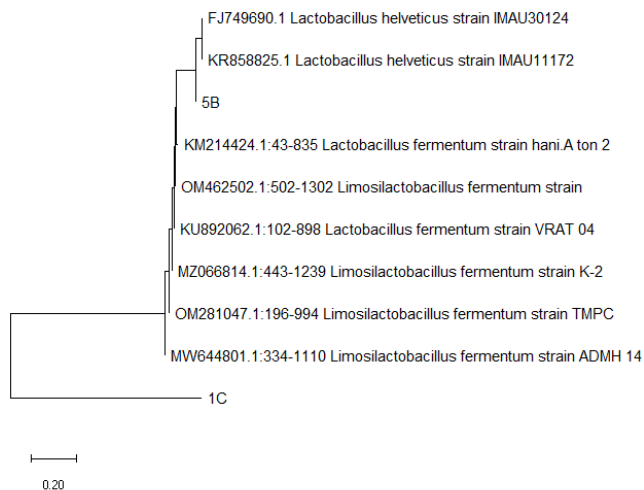 FJ749690.1 Lactobacillus helveticus strain IMAU30124
KR858825.1 Lactobacillus helveticus strain IMAU11172
5B
KM214424.1:43-835 Lactobacillus fermentum strain hani.A ton 2
OM462502.1:502-1302 Limosilactobacillus fermentum strain
KU892062.1:102-898 Lactobacillus fermentum strain VRAT 04
MZ066814.1:443-1239 Limosilactobacillus fermentum strain K-2
OM281047.1:196-994 Limosilactobacillus fermentum strain TMPC
MW644801.1:334-1110 Limosilactobacillus fermentum strain ADMH 14
1C
0.20